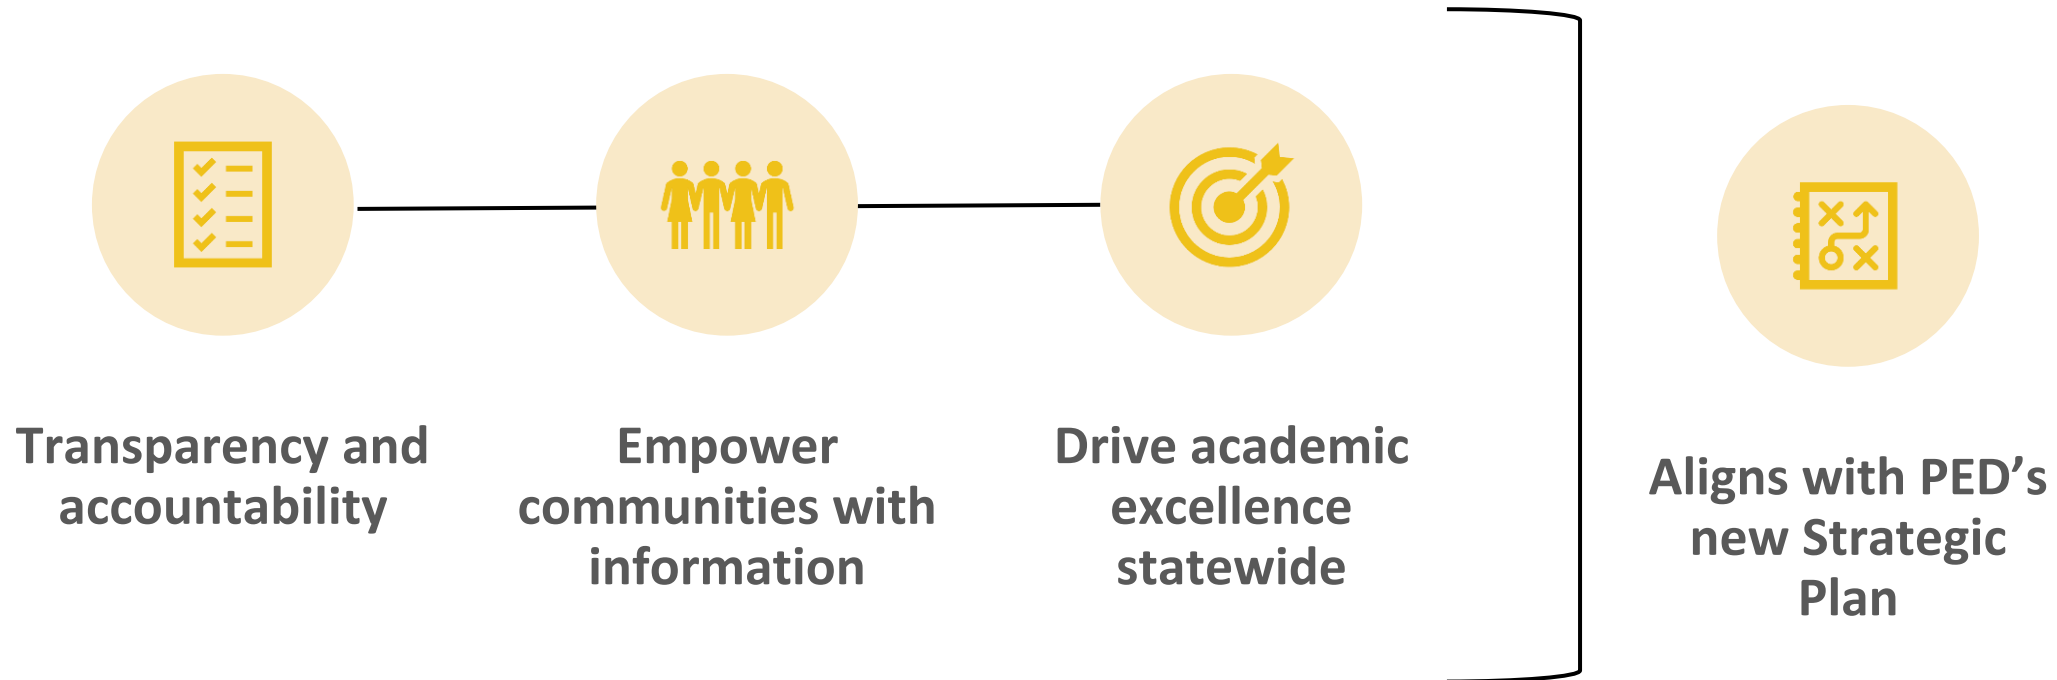 Transparency and
accountability
Empower
communities with
information
Drive academic
excellence
statewide
Aligns with PED’s
new Strategic
Plan